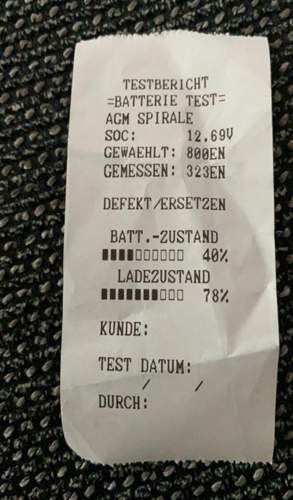 TESTBERICHT
=BATTERIE TEST=
AGM SPIRALE
SOC: 12.69V
GEWAEHLT: 800EN
GEMESSEN: 323EN
DEFEKT/ERSETZEN
BATT.-ZUSTAND
40%
LADEZUSTAND
78%
KUNDE:
TEST DATUM:
/ /
DURCH: